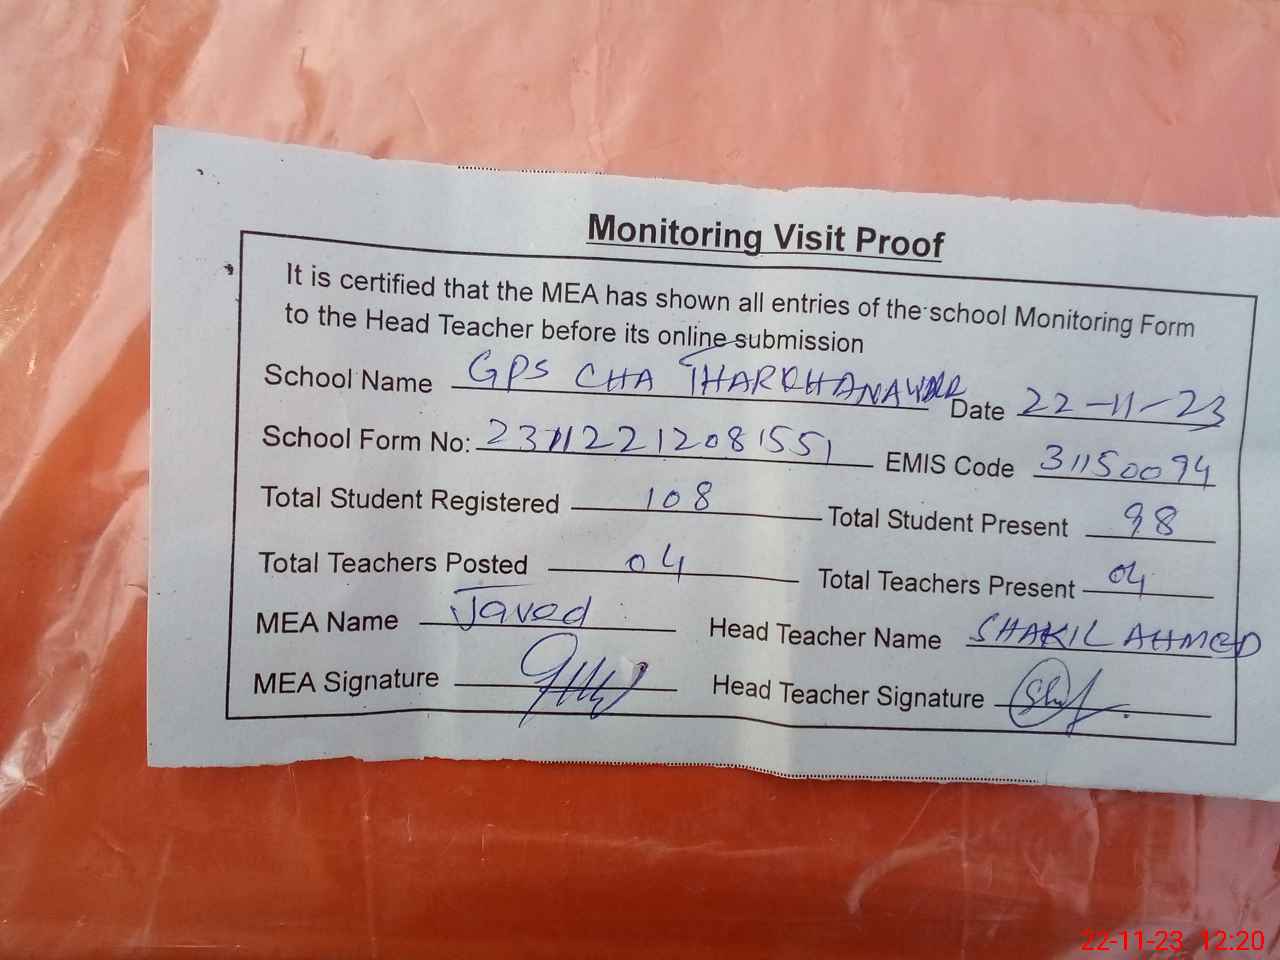 Monitoring Visit Proof
It is certified that the MEA has shown all entries of the school Monitoring Form
to the Head Teacher before its online submission
School Name GPS CHA Date 22-11-23
School Form No: 23112212081551 EMIS Code 31150094
Total Student Registered 108 Total Student Present 98
Total Teachers Posted 04 Total Teachers Present 04
MEA Name Javed Head Teacher Name SHAKIL AHMED
MEA Signature Head Teacher Signature
22-11-23 12:20